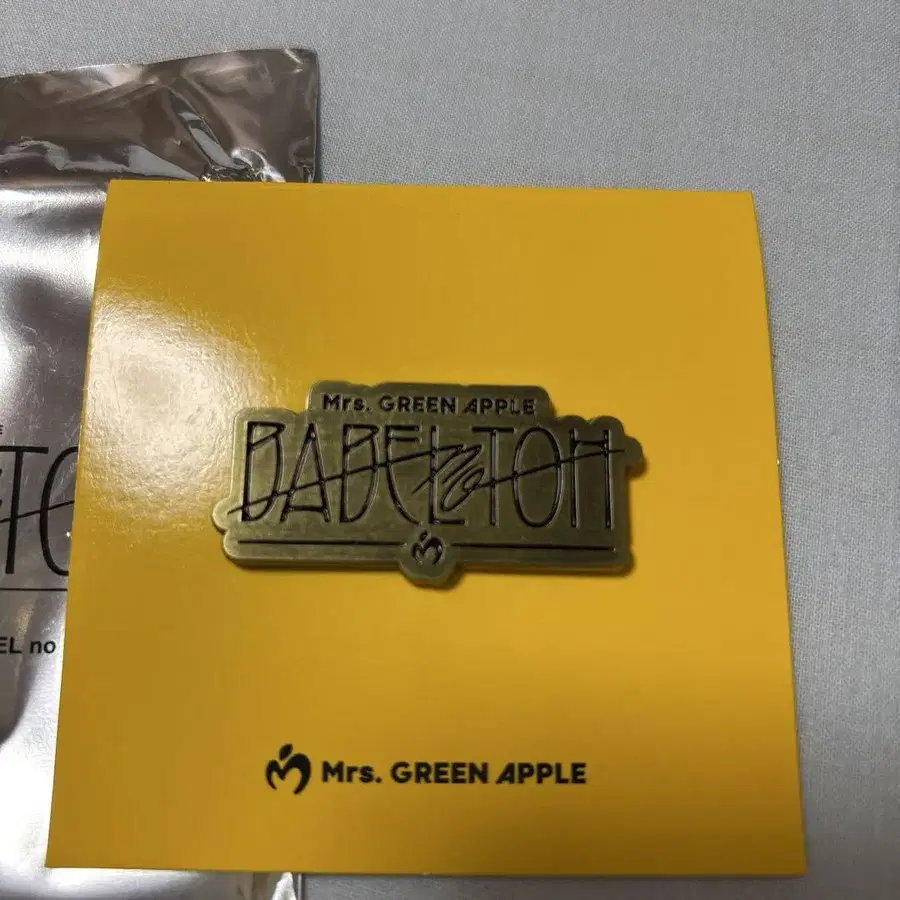 Mrs. GREEN APPLE
BABEL no TOH
Mrs. GREEN APPLE
E
TO
EL no